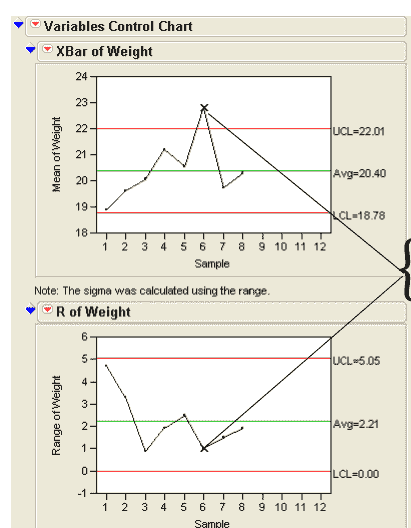 Variables Control Chart
XBar of Weight
Mean of Weight
24
23
22
21
20
19
18
UCL=22.01
Avg=20.40
LCL=18.78
1 2 3 4 5 6 7 8 9 10 11 12
Sample
Note: The sigma was calculated using the range.
R of Weight
Range of Weight
6
5
4
3
2
1
0
-1
UCL=5.05
Avg=2.21
LCL=0.00
1 2 3 4 5 6 7 8 9 10 11 12
Sample